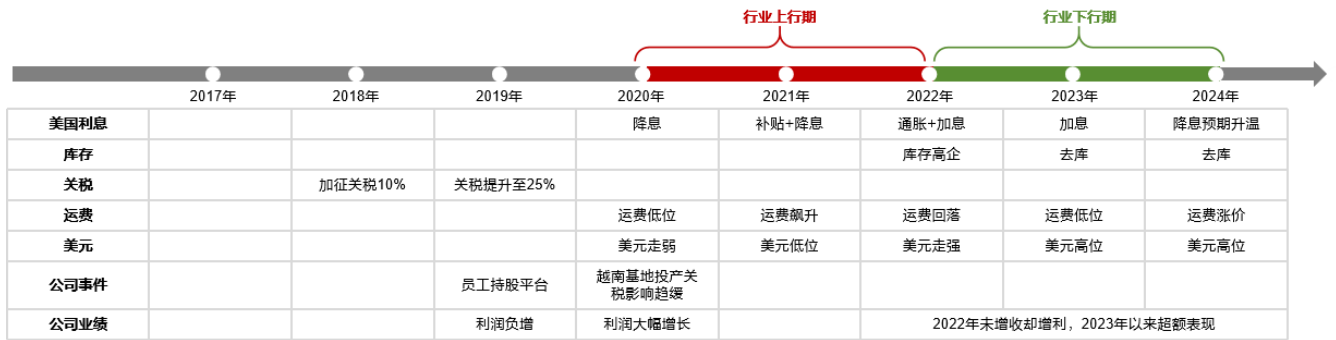 行业上行期 行业下行期
2017年 2018年 2019年 2020年 2021年 2022年 2023年 2024年
美国利息 降息 补贴+降息 通胀+加息 加息 降息预期升温
库存 库存高企 去库 去库
关税 加征关税10% 关税提升至25%
运费 运费低位 运费飙升 运费回落 运费低位 运费涨价
美元 美元走弱 美元低位 美元走强 美元高位 美元高位
公司事件 员工持股平台 越南基地投产关
税影响趋缓
公司业绩 利润负增 利润大幅增长 2022年未增收却增利，2023年以来超额表现